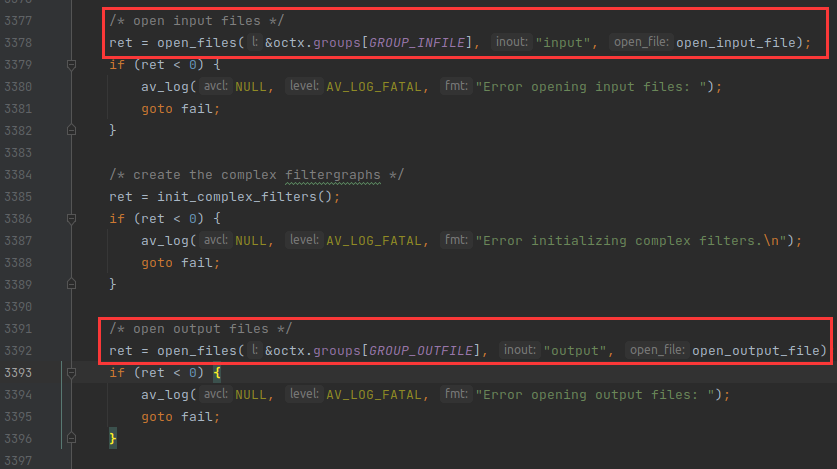 3377 /* open input files */
3378 ret = open_files( l: &octx.groups[GROUP_INFILE], inout: "input", open_file: open_input_file);
3379 if (ret < 0) {
3380 av_log( avcl: NULL, level: AV_LOG_FATAL, fmt: "Error opening input files: ");
3381 goto fail;
3382 }
3383
3384 /* create the complex filtergraphs */
3385 ret = init_complex_filters();
3386 if (ret < 0) {
3387 av_log( avcl: NULL, level: AV_LOG_FATAL, fmt: "Error initializing complex filters.\n");
3388 goto fail;
3389 }
3390
3391 /* open output files */
3392 ret = open_files( l: &octx.groups[GROUP_OUTFILE], inout: "output", open_file: open_output_file)
3393 if (ret < 0) {
3394 av_log( avcl: NULL, level: AV_LOG_FATAL, fmt: "Error opening output files: ");
3395 goto fail;
3396 }
3397